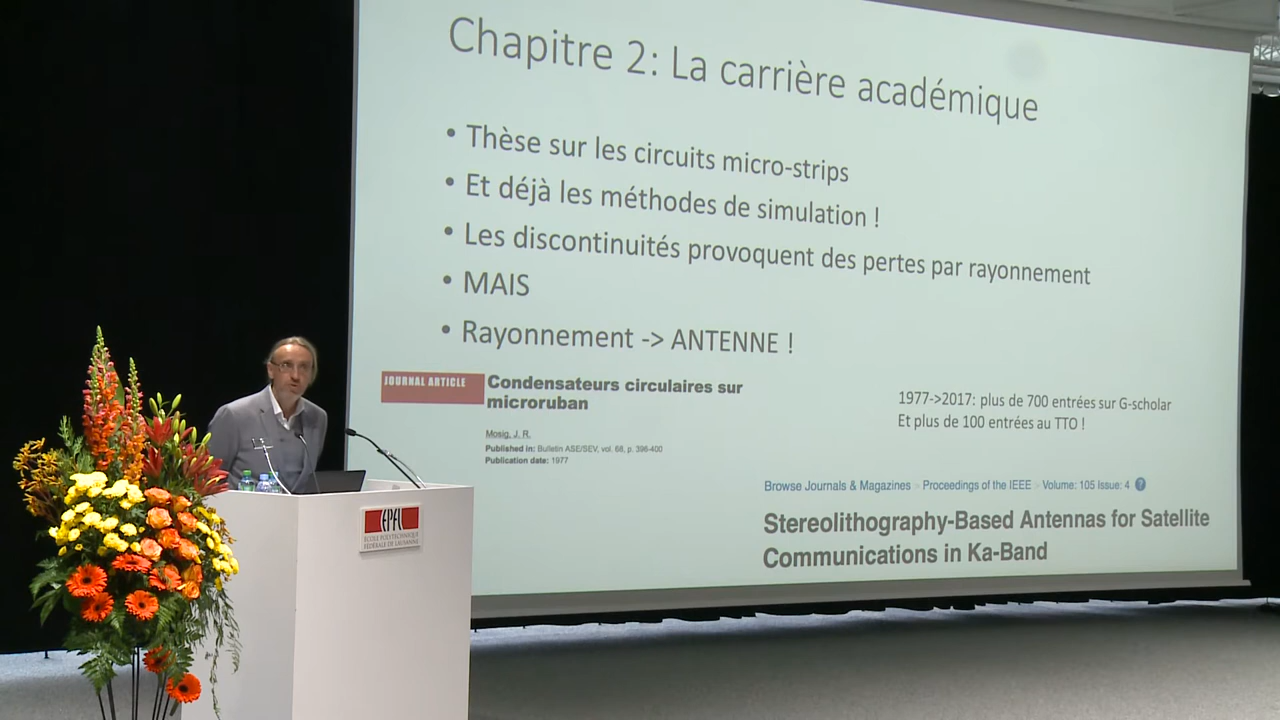 Chapitre 2: La carrière académique
• Thèse sur les circuits micro-strips
• Et déjà les méthodes de simulation !
• Les discontinuités provoquent des pertes par rayonnement
• MAIS
• Rayonnement -> ANTENNE !
JOURNAL ARTICLE
Condensateurs circulaires sur
microruban
Mosig, J. R.
Published in: Bulletin ASE/SEV, vol. 68, p. 396-400
Publication date: 1977
1977->2017: plus de 700 entrées sur G-scholar
Et plus de 100 entrées au TTO !
Browse Journals & Magazines > Proceedings of the IEEE > Volume: 105 Issue: 4 ?
Stereolithography-Based Antennas for Satellite
Communications in Ka-Band
EPFL
ÉCOLE POLYTECHNIQUE
FÉDÉRALE DE LAUSANNE